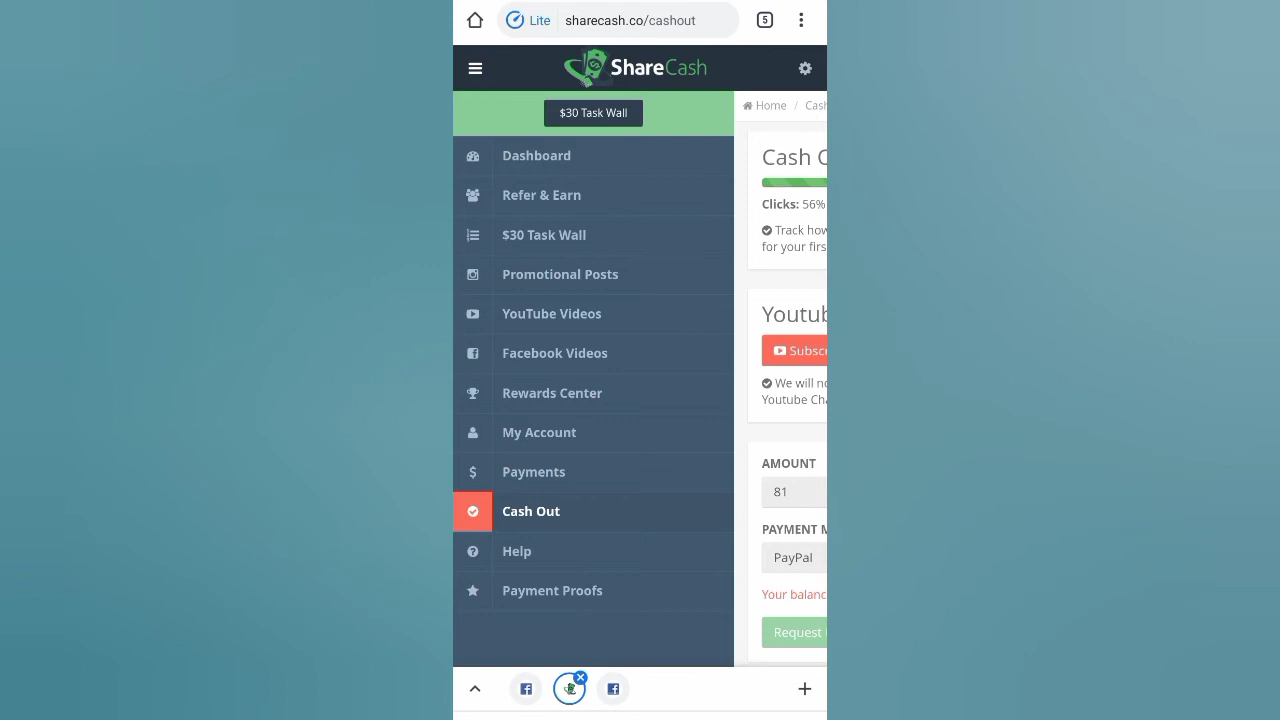 Lite sharecash.co/cashout 5
ShareCash
$30 Task Wall
Dashboard
Refer & Earn
$30 Task Wall
Promotional Posts
YouTube Videos
Facebook Videos
Rewards Center
My Account
Payments
Cash Out
Help
Payment Proofs
Home / Cash
Cash O
Clicks: 56%
Track how
for your firs
Youtub
Subsc
We will no
Youtube Cha
AMOUNT
81
PAYMENT M
PayPal
Your balanc
Request